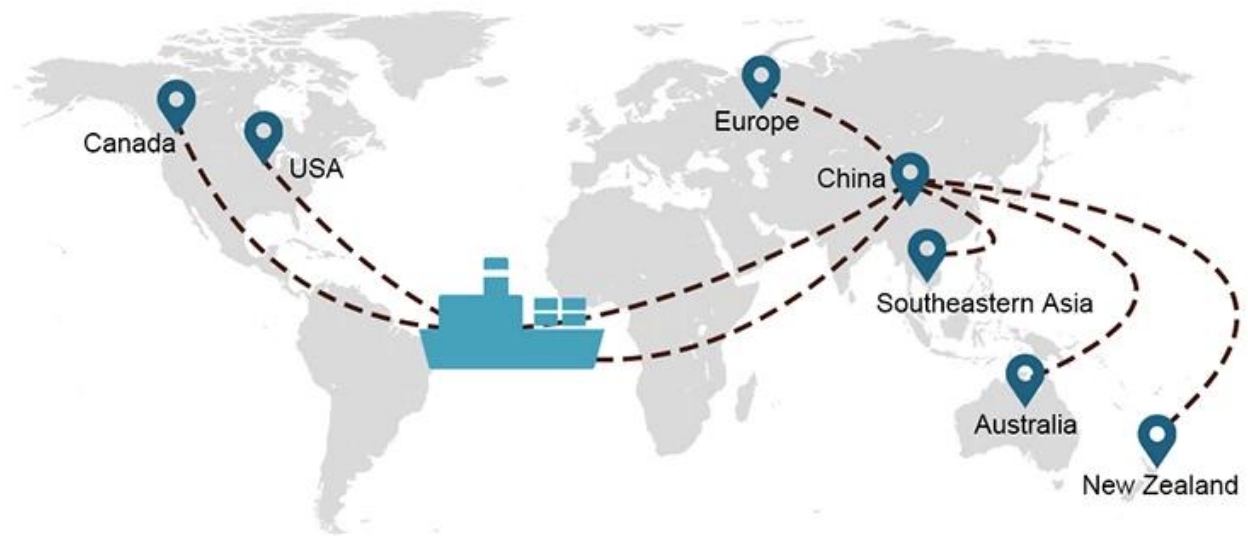 Canada
USA
Europe
China
Southeastern Asia
Australia
New Zealand